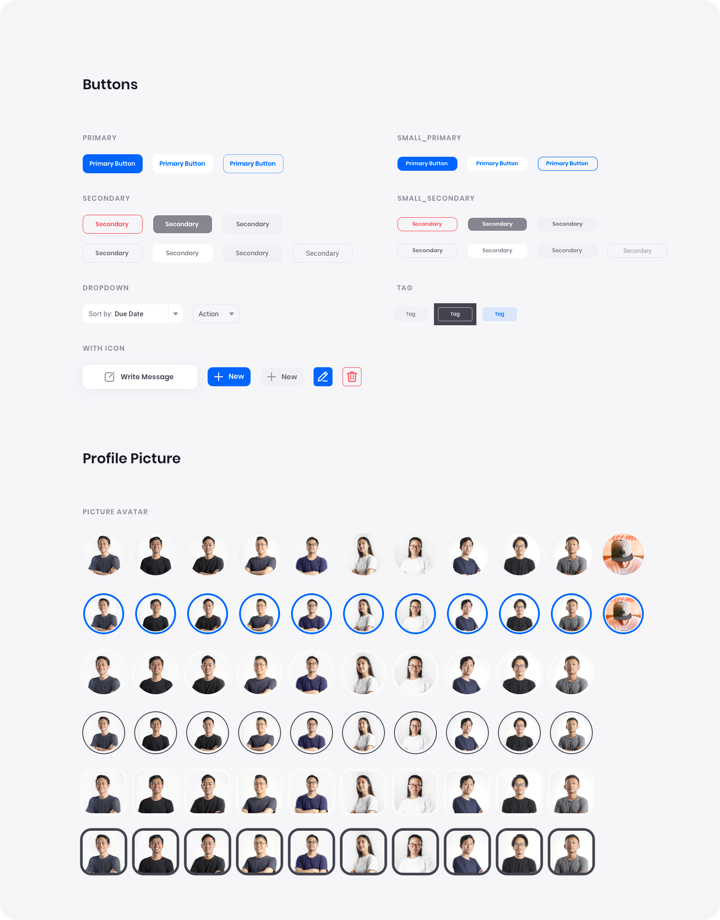 Buttons
PRIMARY
Primary Button Primary Button Primary Button
SECONDARY
Secondary Secondary Secondary
Secondary Secondary Secondary Secondary
DROPDOWN
Sort by: Due Date Action
WITH ICON
Write Message New New
SMALL_PRIMARY
Primary Button Primary Button Primary Button
SMALL_SECONDARY
Secondary Secondary Secondary
Secondary Secondary Secondary Secondary
TAG
Tag Tag Tag
Profile Picture
PICTURE AVATAR